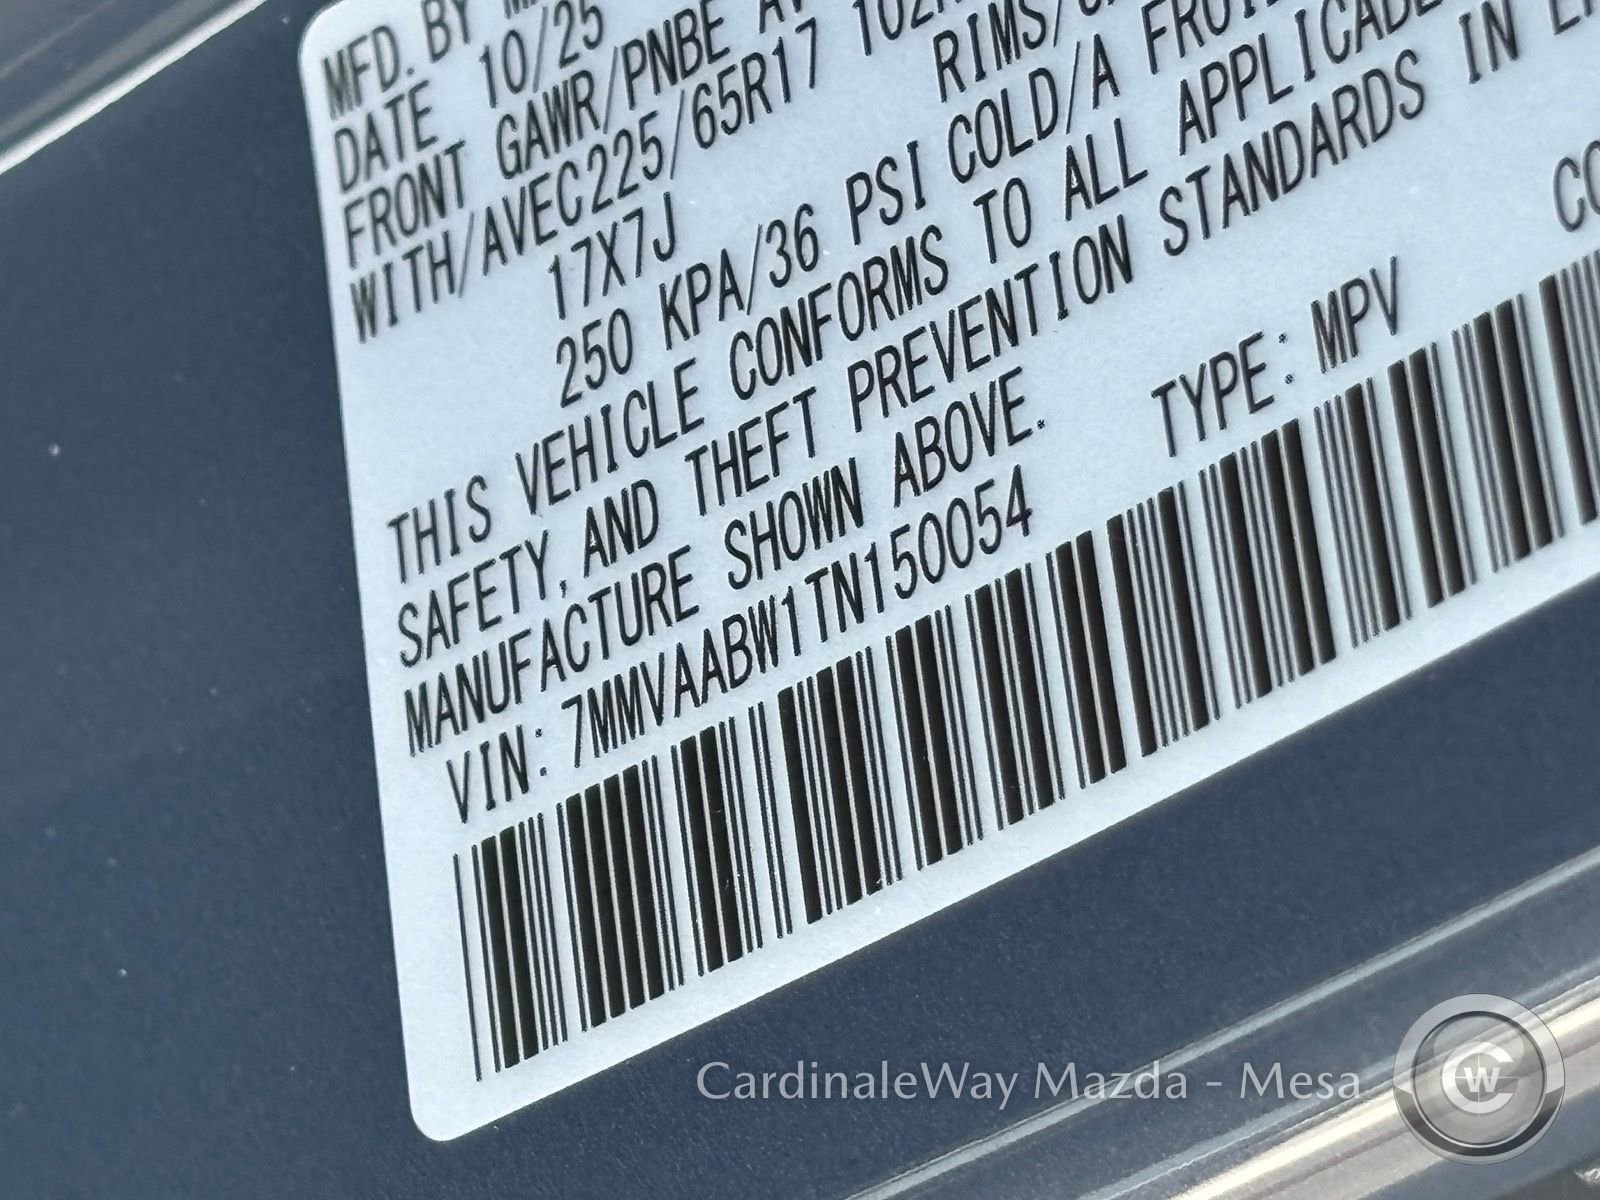 MFD. BY
DATE 10/25
FRONT GAWR/PNBE
WITH/AVEC225/65R17 RIMS/
17X7J
250 KPA/36 PSI COLD/A
THIS VEHICLE CONFORMS TO ALL
SAFETY, AND THEFT PREVENTION STANDARDS IN
MANUFACTURE SHOWN ABOVE.
VIN: 7MMVAABW1TN150054 TYPE: MPV
CardinaleWay Mazda - Mesa
CW